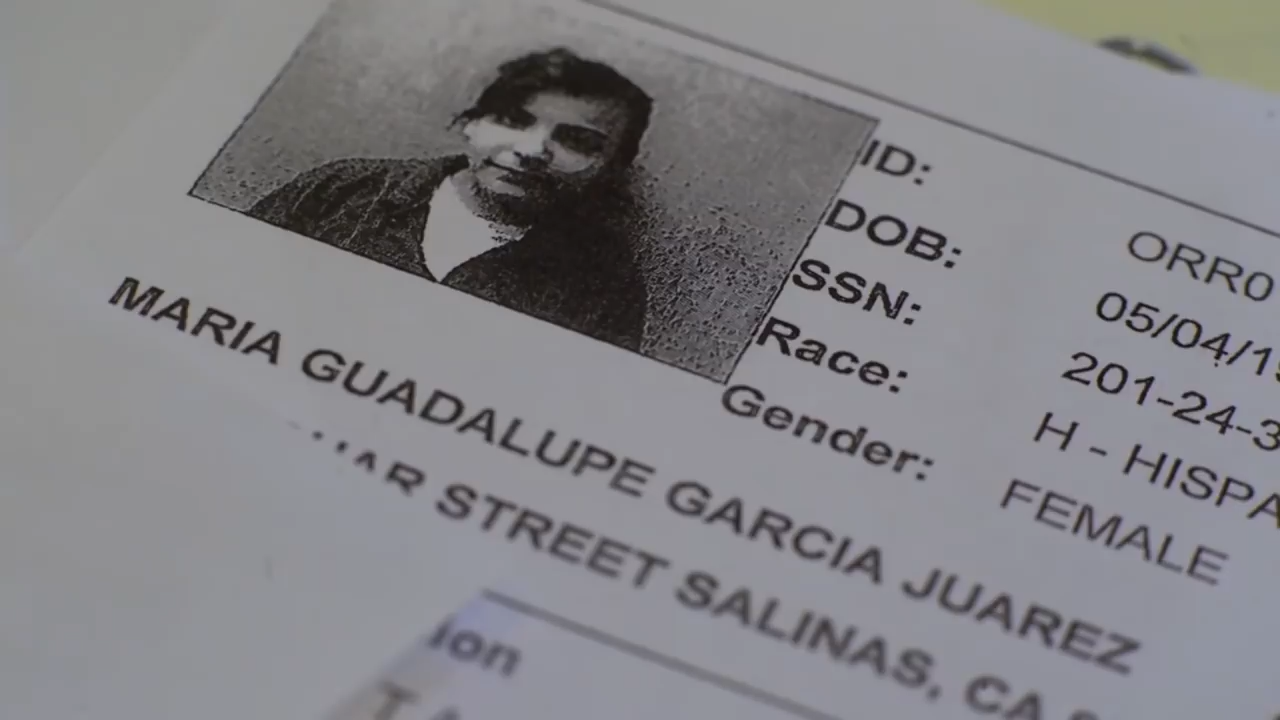 ID: ORR0
DOB: 05/04/19
SSN: 201-24-3
Race: H - HISPA
Gender: FEMALE
MARIA GUADALUPE GARCIA JUAREZ
STREET SALINAS, CA
ion